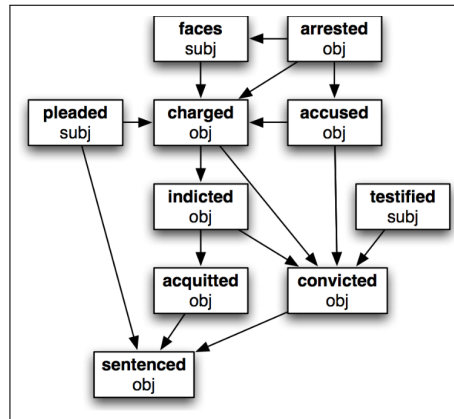 faces
subj
arrested
obj
pleaded
subj
charged
obj
accused
obj
indicted
obj
testified
subj
acquitted
obj
convicted
obj
sentenced
obj